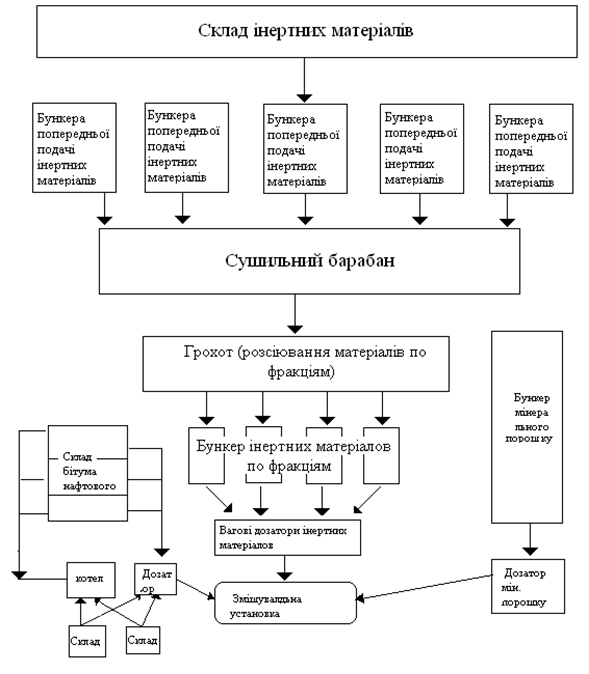 Склад інертних матеріалів
Бункера
попередньої
подачі
інертних
матеріалів
Бункера
попередньої
подачі
інертних
матеріалів
Бункера
попередньої
подачі
інертних
матеріалів
Бункера
попередньої
подачі
інертних
матеріалів
Бункера
попередньої
подачі
інертних
матеріалів
Сушильний барабан
Грохот (розсіювання матеріалів по
фракціям)
Бункер
мінера
льного
порошку
Бункер інертних матеріалов
по фракціям
Склад
бітума
нафтового
Вагові дозатори інертних
матеріалов
котел
Дозат
ор
Змішувалдьна
установка
Дозатор
мін.
порошку
Склад
Склад